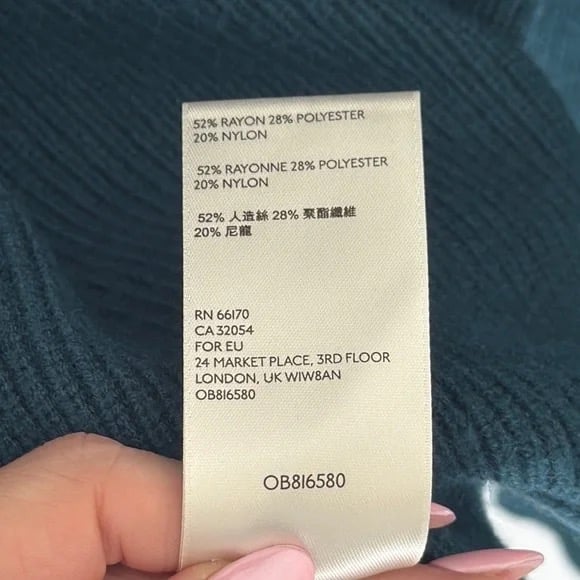 52% RAYON 28% POLYESTER
20% NYLON
52% RAYONNE 28% POLYESTER
20% NYLON
52% 人造絲 28% 聚酯纖維
20% 尼龍
RN 66170
CA 32054
FOR EU
24 MARKET PLACE, 3RD FLOOR
LONDON, UK W1W8AN
OB816580
OB816580